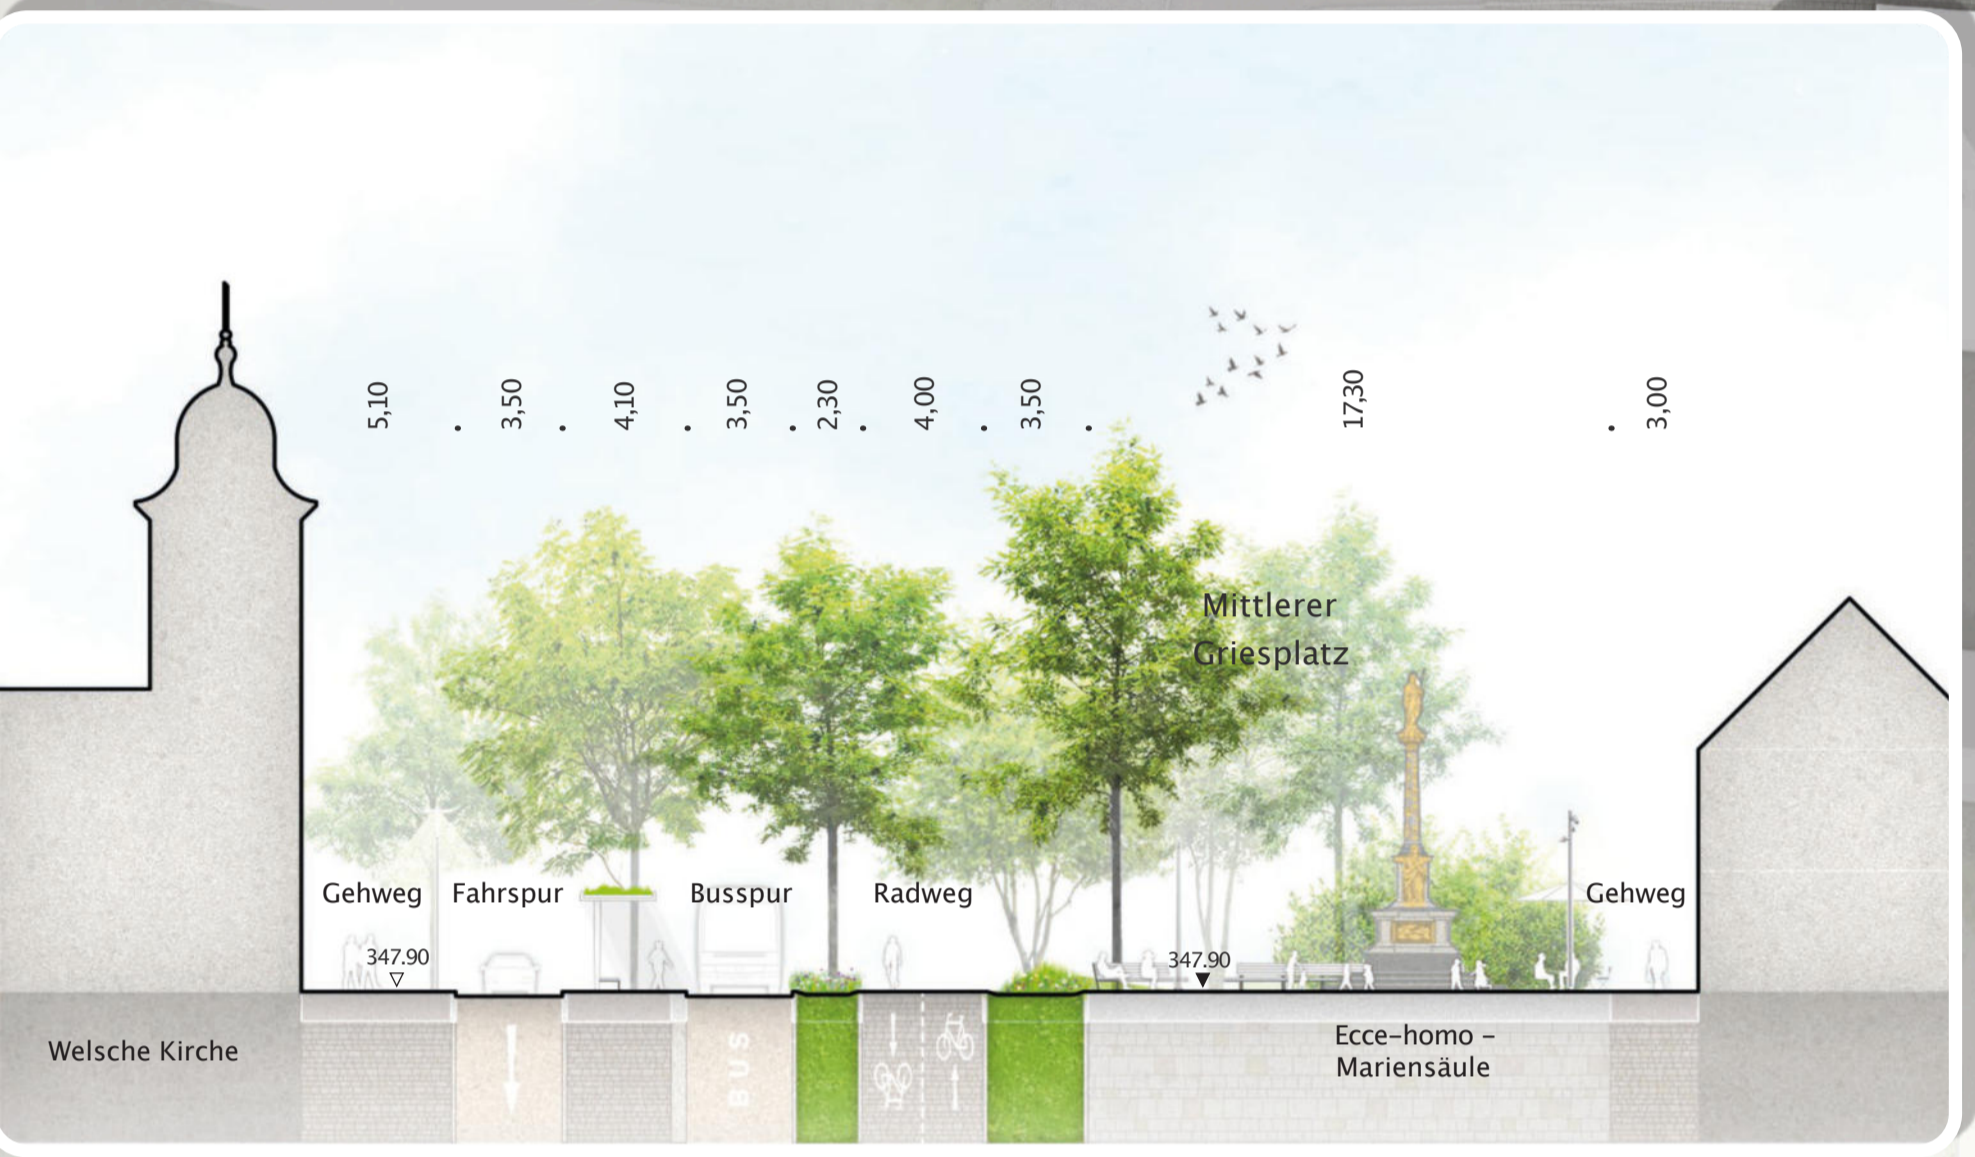 5,10 . 3,50 . 4,10 . 3,50 . 2,30 . 4,00 . 3,50 . 17,30 . 3,00
Mittlerer
Griesplatz
Gehweg Fahrspur Busspur Radweg Gehweg
347.90 347.90
Welsche Kirche
BUS
Ecce-homo -
Mariensäule